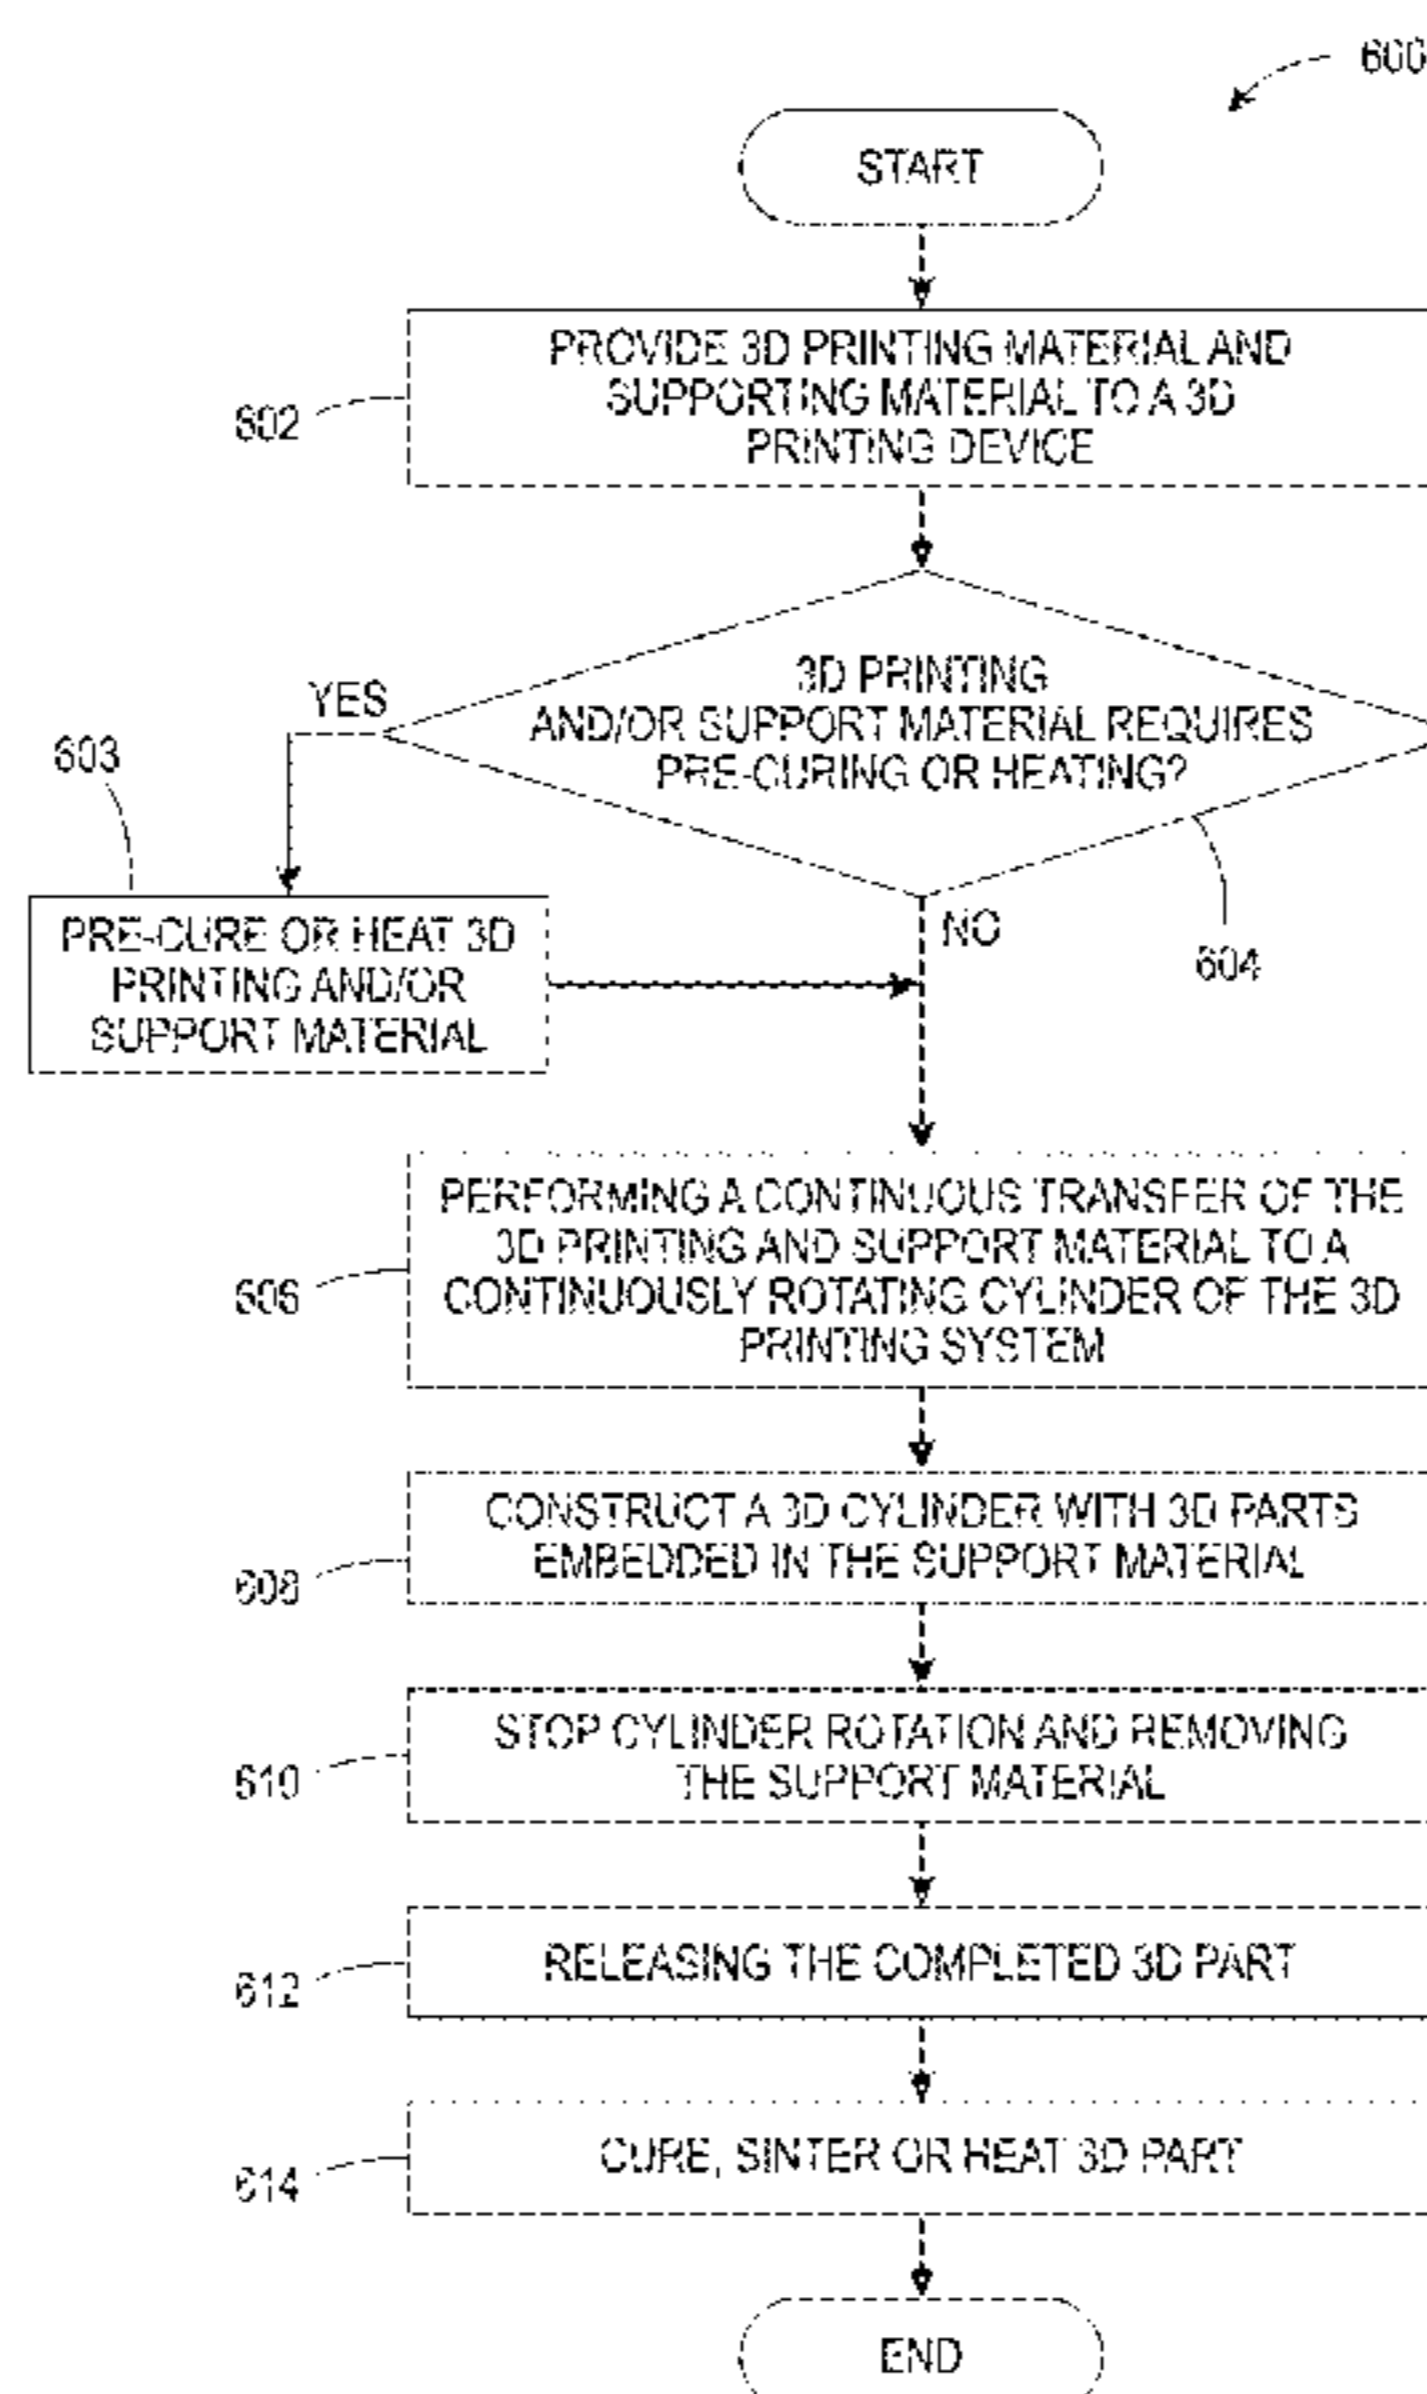 600
START
PROVIDE 3D PRINTING MATERIAL AND
SUPPORTING MATERIAL TO A 3D
PRINTING DEVICE
602
3D PRINTING
AND/OR SUPPORT MATERIAL REQUIRES
PRE-CURING OR HEATING?
YES
603
NO
604
PRE-CURE OR HEAT 3D
PRINTING AND/OR
SUPPORT MATERIAL
PERFORMING A CONTINUOUS TRANSFER OF THE
3D PRINTING AND SUPPORT MATERIAL TO A
CONTINUOUSLY ROTATING CYLINDER OF THE 3D
PRINTING SYSTEM
606
CONSTRUCT A 3D CYLINDER WITH 3D PARTS
EMBEDDED IN THE SUPPORT MATERIAL
608
STOP CYLINDER ROTATION AND REMOVING
THE SUPPORT MATERIAL
610
RELEASING THE COMPLETED 3D PART
612
CURE, SINTER OR HEAT 3D PART
614
END